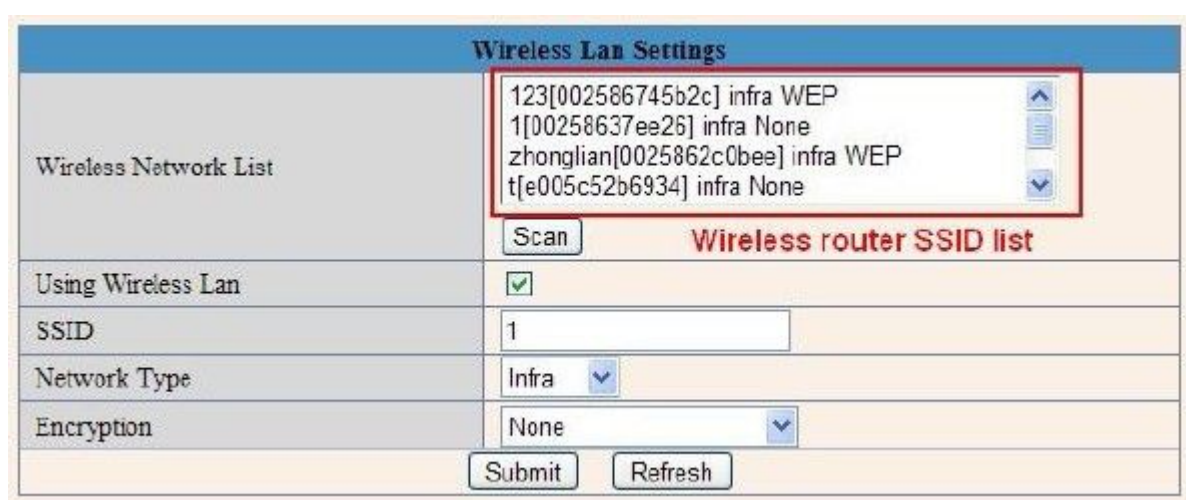 Wireless Lan Settings
Wireless Network List
123[002586745b2c] infra WEP
1[00258637ee26] infra None
zhonglian[0025862c0bee] infra WEP
t[e005c52b6934] infra None
Scan
Wireless router SSID list
Using Wireless Lan
SSID
1
Network Type
Infra
Encryption
None
Submit Refresh